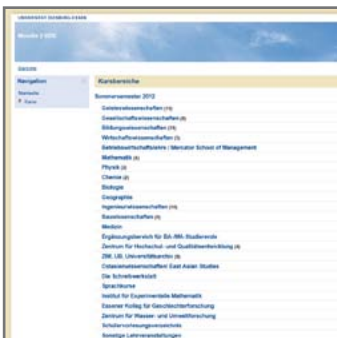 UNIVERSITÄT DUISBURG-ESSEN
Moodle 2 UDE
Navigation
Startseite
Kurse
Kursbereiche
Sommersemester 2012
Geisteswissenschaften
Gesellschaftswissenschaften
Bildungswissenschaften
Wirtschaftswissenschaften
Betriebswirtschaftslehre / Mercator School of Management
Mathematik
Physik
Chemie
Biologie
Geographie
Ingenieurwissenschaften
Bauwissenschaften
Medizin
Ergänzungsbereich für BA-/MA-Studierende
Zentrum für Hochschul- und Qualitätsentwicklung
ZIM, UB, Universitätsarchiv
Ostasienwissenschaften/ East Asian Studies
Die Schreibwerkstatt
Sprachkurse
Institut für Experimentelle Mathematik
Essener Kolleg für Geschlechterforschung
Zentrum für Wasser- und Umweltforschung
Schülervorlesungsverzeichnis
Sonstige Lehrveranstaltungen